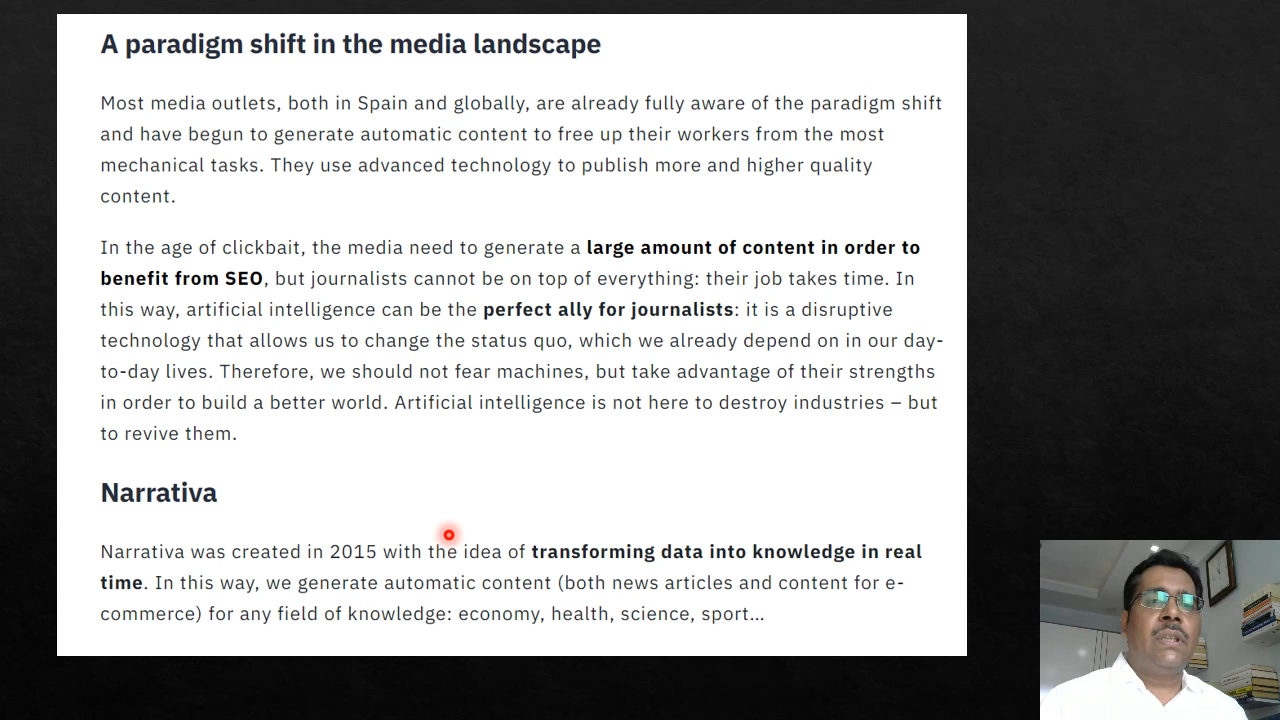 A paradigm shift in the media landscape
Most media outlets, both in Spain and globally, are already fully aware of the paradigm shift
and have begun to generate automatic content to free up their workers from the most
mechanical tasks. They use advanced technology to publish more and higher quality
content.
In the age of clickbait, the media need to generate a large amount of content in order to
benefit from SEO, but journalists cannot be on top of everything: their job takes time. In
this way, artificial intelligence can be the perfect ally for journalists: it is a disruptive
technology that allows us to change the status quo, which we already depend on in our day-
to-day lives. Therefore, we should not fear machines, but take advantage of their strengths
in order to build a better world. Artificial intelligence is not here to destroy industries – but
to revive them.
Narrativa
Narrativa was created in 2015 with the idea of transforming data into knowledge in real
time. In this way, we generate automatic content (both news articles and content for e-
commerce) for any field of knowledge: economy, health, science, sport...